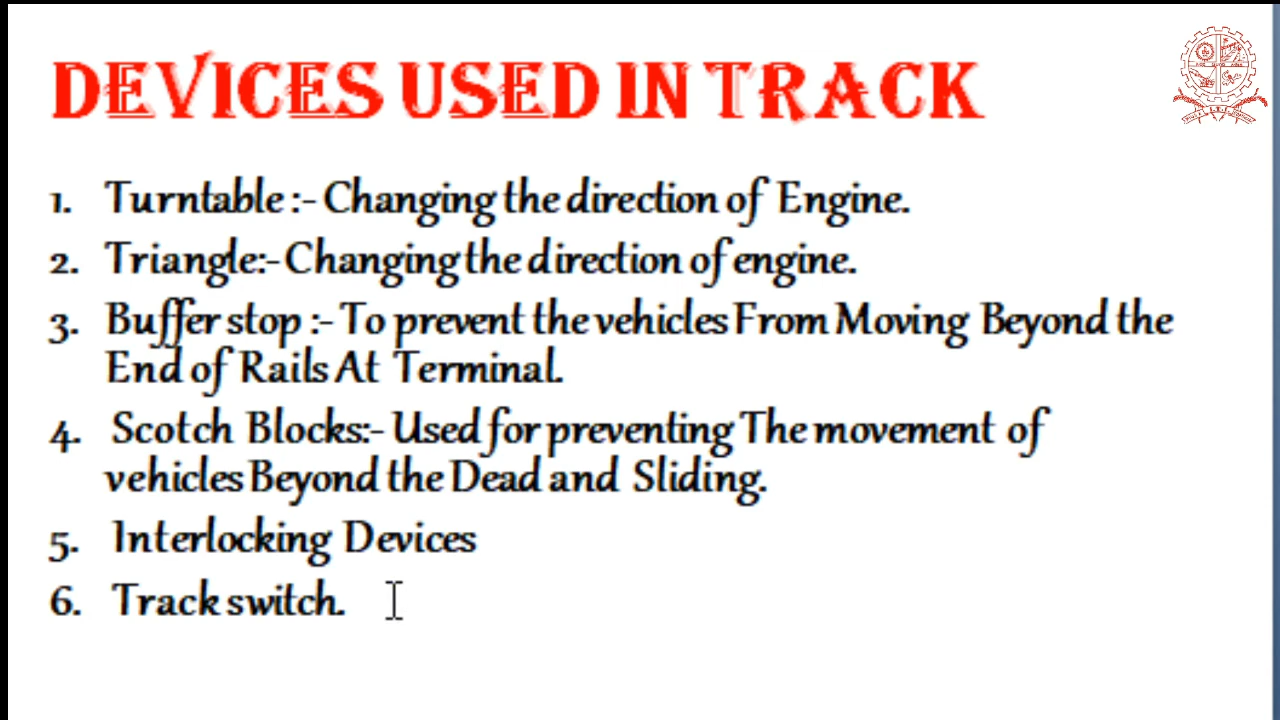 DEVICES USED IN TRACK
1. Turntable :- Changing the direction of Engine.
2. Triangle:- Changing the direction of engine.
3. Buffer stop :- To prevent the vehicles From Moving Beyond the
End of Rails At Terminal.
4. Scotch Blocks:- Used for preventing The movement of
vehicles Beyond the Dead and Sliding.
5. Interlocking Devices
6. Track switch.